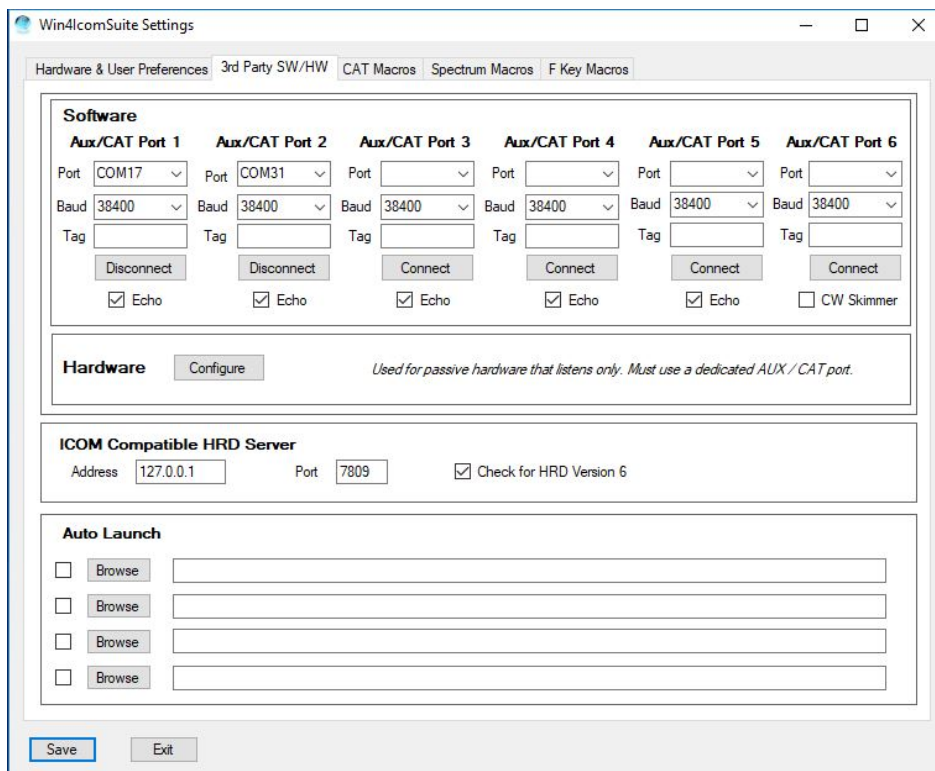 Win4IcomSuite Settings
Hardware & User Preferences 3rd Party SW/HW CAT Macros Spectrum Macros F Key Macros
Software
Aux/CAT Port 1 Aux/CAT Port 2 Aux/CAT Port 3 Aux/CAT Port 4 Aux/CAT Port 5 Aux/CAT Port 6
Port COM17 Port COM31 Port Port Port Port
Baud 38400 Baud 38400 Baud 38400 Baud 38400 Baud 38400 Baud 38400
Tag Tag Tag Tag Tag Tag
Disconnect Disconnect Connect Connect Connect Connect
Echo Echo Echo Echo Echo CW Skimmer
Hardware Configure Used for passive hardware that listens only. Must use a dedicated AUX / CAT port.
ICOM Compatible HRD Server
Address 127.0.0.1 Port 7809 Check for HRD Version 6
Auto Launch
Browse
Browse
Browse
Browse
Save Exit